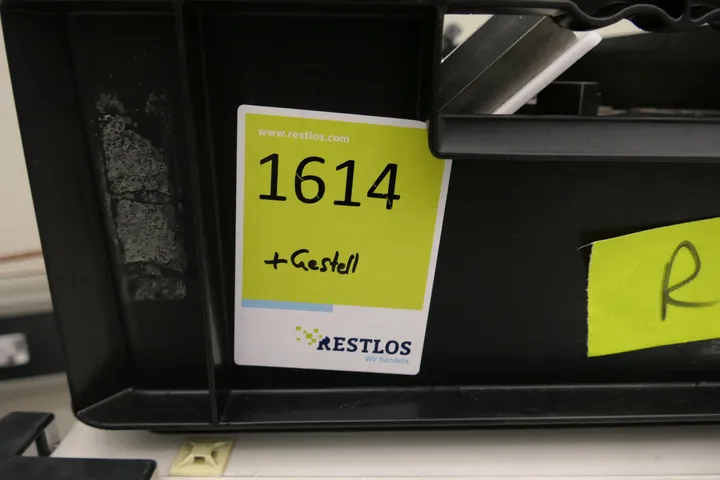 www.restlos.com
1614
+Gestell
RESTLOS
Wir handeln.
R